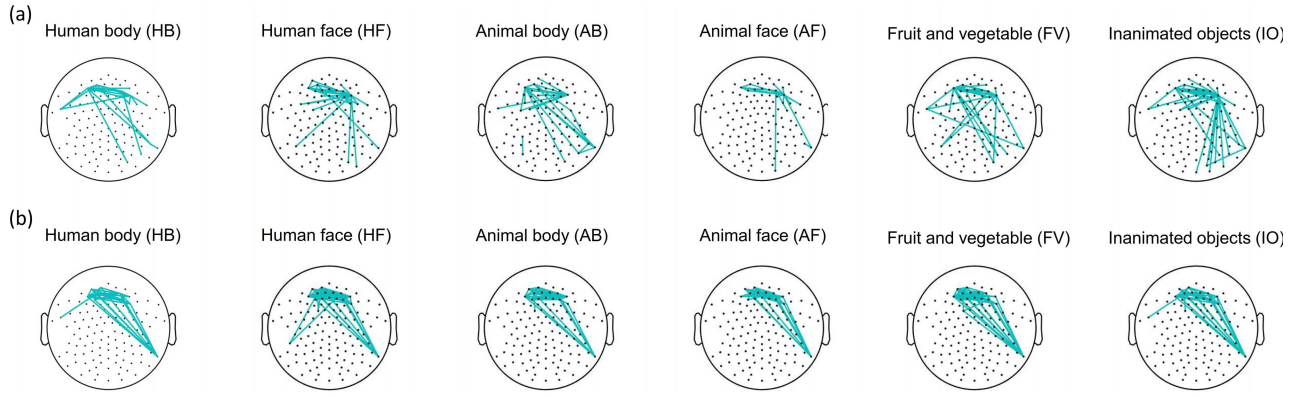 (a)
Human body (HB)
Human face (HF)
Animal body (AB)
Animal face (AF)
Fruit and vegetable (FV)
Inanimated objects (IO)
(b)
Human body (HB)
Human face (HF)
Animal body (AB)
Animal face (AF)
Fruit and vegetable (FV)
Inanimated objects (IO)